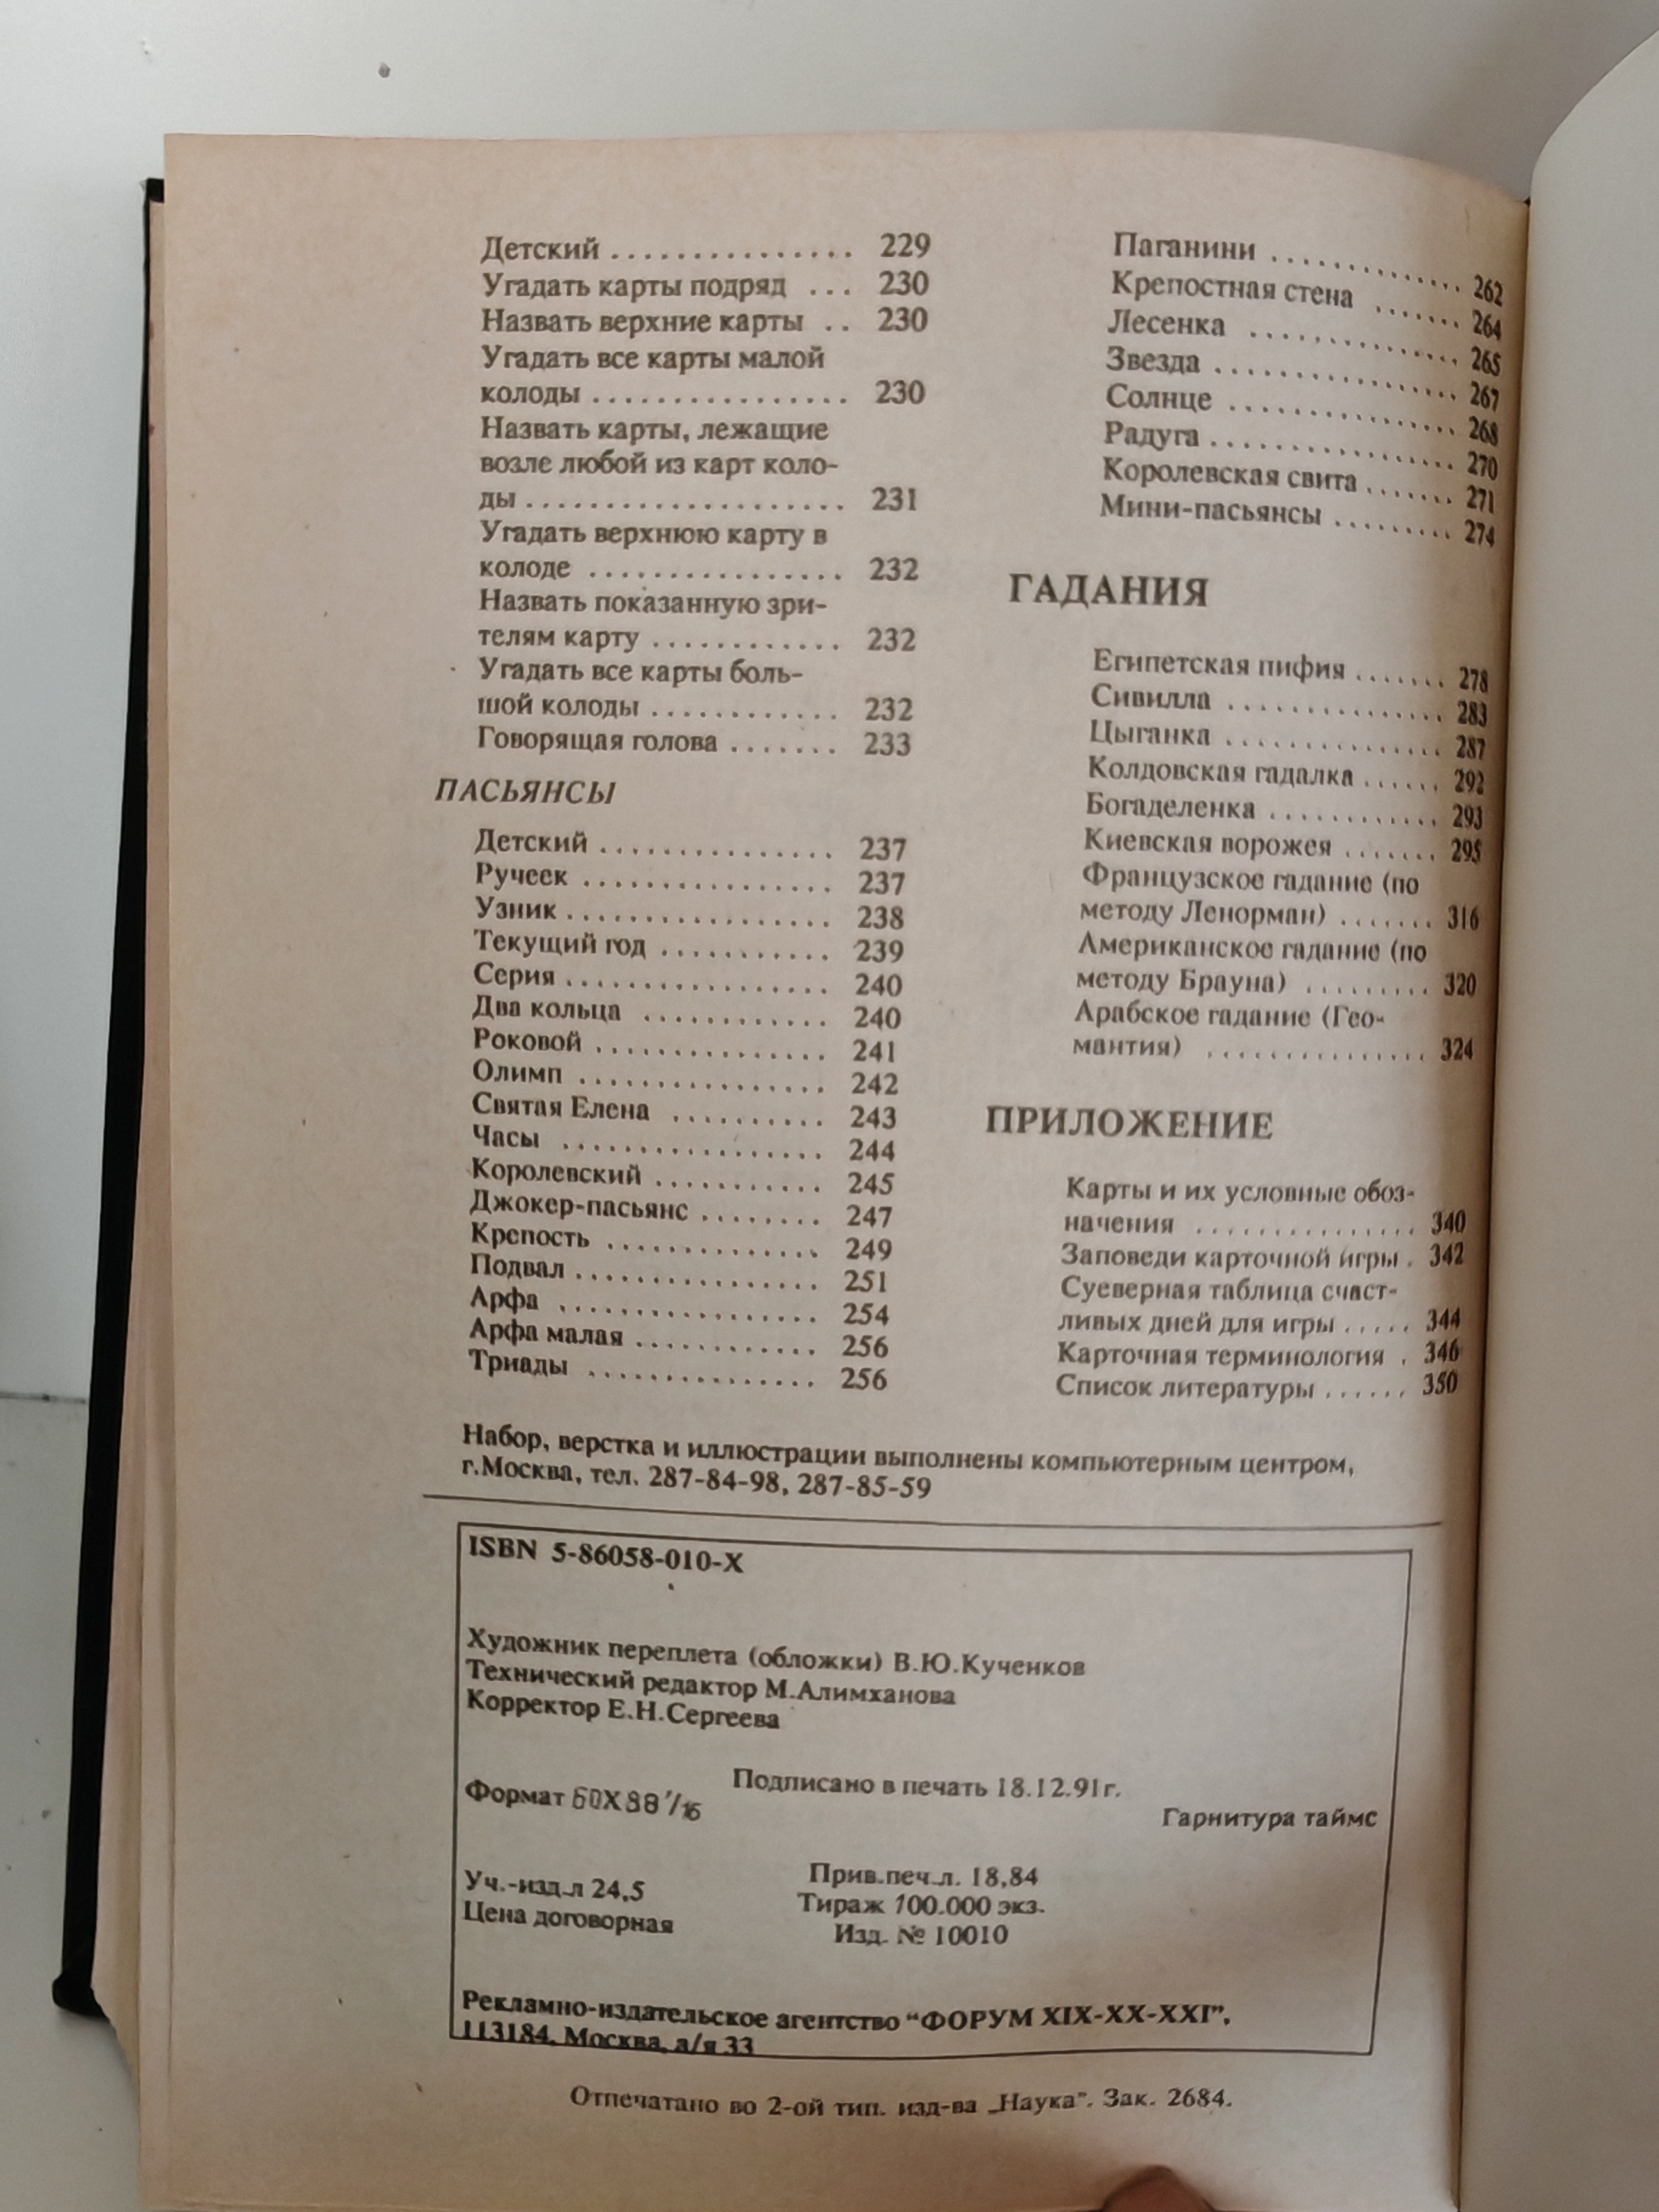 Детский ............... 229
Угадать карты подряд ... 230
Назвать верхние карты .. 230
Угадать все карты малой
колоды ................ 230
Назвать карты, лежащие
возле любой из карт коло-
ды .................... 231
Угадать верхнюю карту в
колоде ................ 232
Назвать показанную зри-
телям карту ............ 232
Угадать все карты боль-
шой колоды ............ 232
Говорящая голова ....... 233
ПАСЬЯНСЫ
Детский ............... 237
Ручеек ................ 237
Узник ................. 238
Текущий год ........... 239
Серия ................. 240
Два кольца ............ 240
Роковой ............... 241
Олимп ................ 242
Святая Елена .......... 243
Часы ................. 244
Королевский ........... 245
Джокер-пасьянс ........ 247
Крепость .............. 249
Подвал ................ 251
Арфа ................. 254
Арфа малая ............ 256
Триады ............... 256
Паганини .............. 262
Крепостная стена ....... 264
Лесенка ............... 265
Звезда ................ 267
Солнце ............... 268
Радуга ................ 270
Королевская свита ....... 271
Мини-пасьянсы ......... 274
ГАДАНИЯ
Египетская пифия ....... 278
Сивилла ............... 283
Цыганка ............... 287
Колдовская гадалка ...... 292
Богаделенка ............ 293
Киевская ворожея ....... 295
Французское гадание (по
методу Ленорман) ....... 316
Американское гадание (по
методу Брауна) ......... 320
Арабское гадание (Гео-
мантия) ............... 324
ПРИЛОЖЕНИЕ
Карты и их условные обоз-
начения ............... 340
Заповеди карточной игры . 342
Суеверная таблица счаст-
ливых дней для игры ..... 344
Карточная терминология . 346
Список литературы ...... 350
Набор, верстка и иллюстрации выполнены компьютерным центром,
г.Москва, тел. 287-84-98, 287-85-59
ISBN 5-86058-010-X
Художник переплета (обложки) В.Ю.Кученков
Технический редактор М.Алимханова
Корректор Е.Н.Сергеева
Подписано в печать 18.12.91г.
Формат 60X88 1/16
Гарнитура таймс
Уч.-изд.л 24,5
Прив.печ.л. 18,84
Цена договорная
Тираж 100.000 экз.
Изд. № 10010
Рекламно-издательское агентство "ФОРУМ XIX-XX-XXI",
113184, Москва, а/я 33
Отпечатано во 2-ой тип. изд-ва „Наука". Зак. 2684.